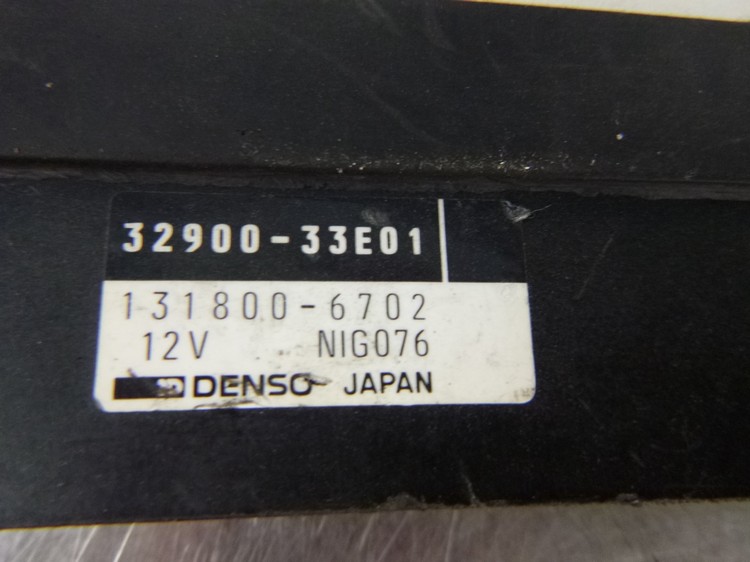 32900-33E01
131800-6702
12V NIG076
DENSO JAPAN